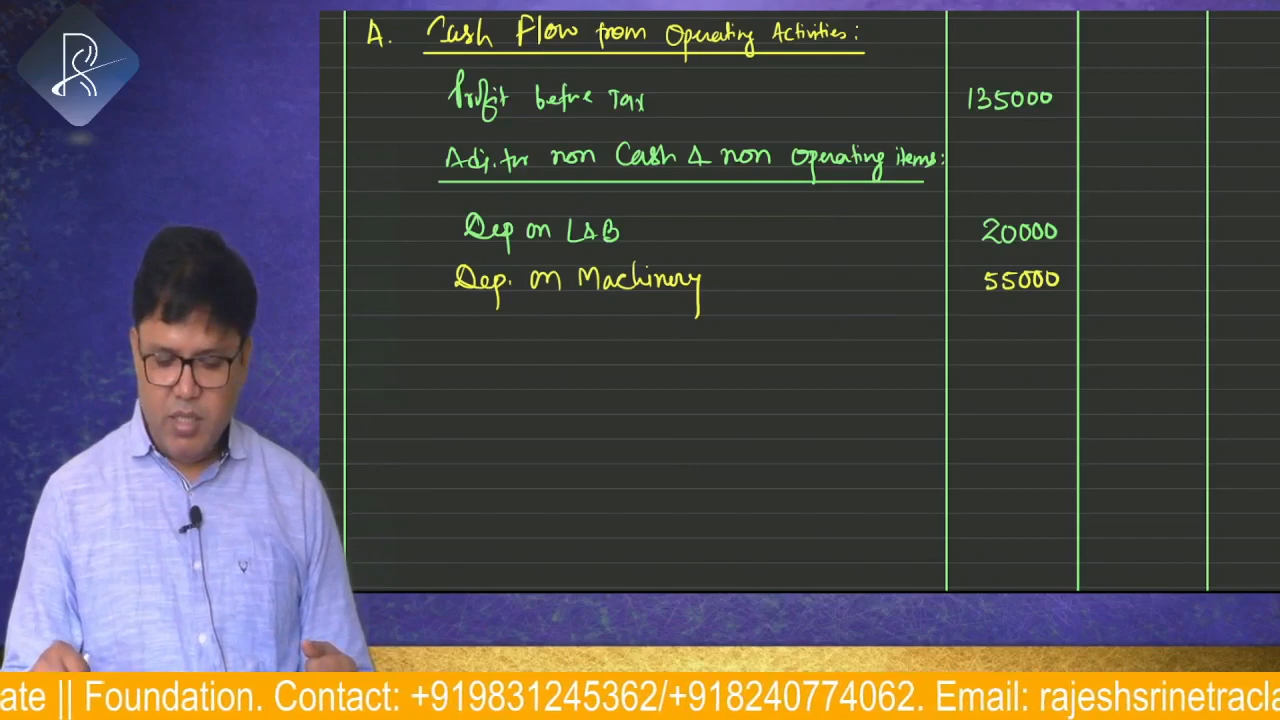 A. Cash Flow from Operating Activities:
Profit before Tax 135000
Adj. for non Cash & non operating items:
Dep on L&B 20000
Dep. on Machinery 55000
ate || Foundation. Contact: +919831245362/+918240774062. Email: rajeshsrinetracla